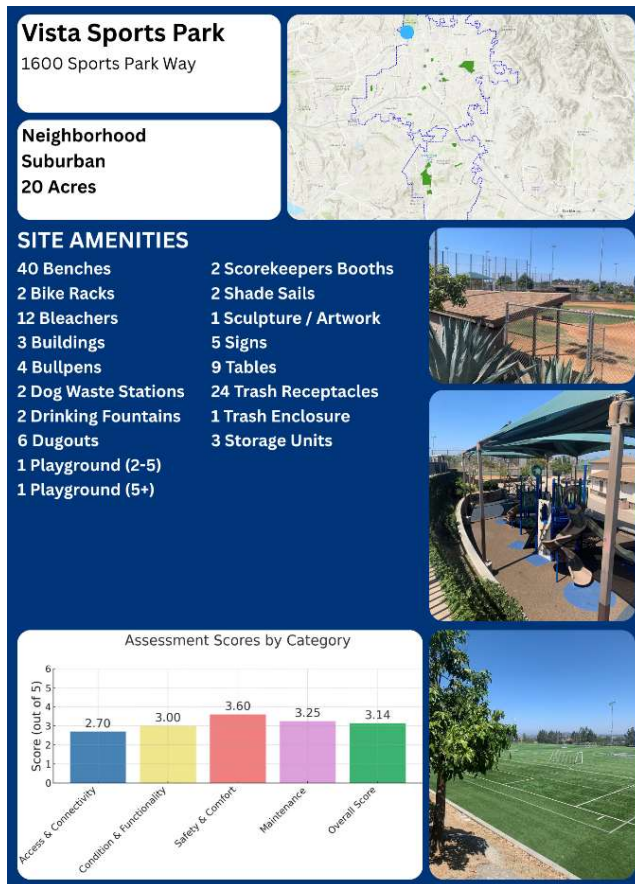 Vista Sports Park
1600 Sports Park Way
Neighborhood
Suburban
20 Acres
SITE AMENITIES
40 Benches
2 Bike Racks
12 Bleachers
3 Buildings
4 Bullpens
2 Dog Waste Stations
2 Drinking Fountains
6 Dugouts
1 Playground (2-5)
1 Playground (5+)
2 Scorekeepers Booths
2 Shade Sails
1 Sculpture / Artwork
5 Signs
9 Tables
24 Trash Receptacles
1 Trash Enclosure
3 Storage Units
Assessment Scores by Category
Score (out of 5)
6
5
4
3
2
1
0
2.70
3.00
3.60
3.25
3.14
Access & Connectivity
Condition & Functionality
Safety & Comfort
Maintenance
Overall Score